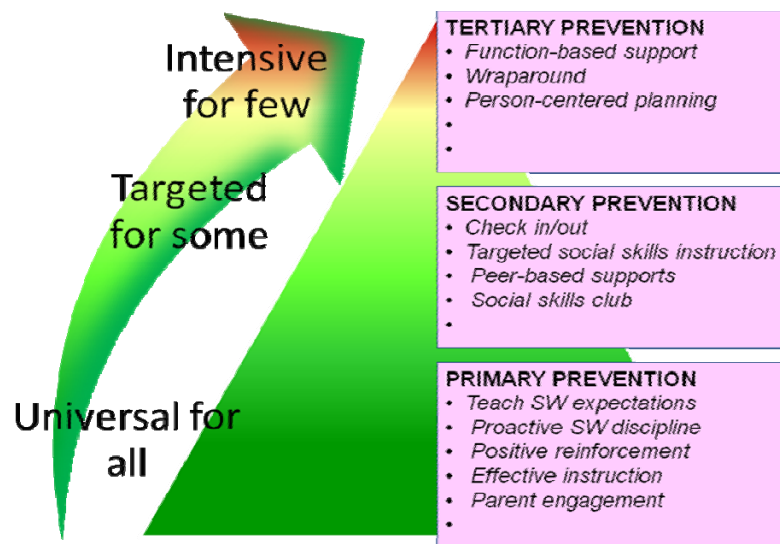 Intensive
for few
Targeted
for some
Universal for
all
TERTIARY PREVENTION
• Function-based support
• Wraparound
• Person-centered planning
•
•
SECONDARY PREVENTION
• Check in/out
• Targeted social skills instruction
• Peer-based supports
• Social skills club
•
PRIMARY PREVENTION
• Teach SW expectations
• Proactive SW discipline
• Positive reinforcement
• Effective instruction
• Parent engagement
•